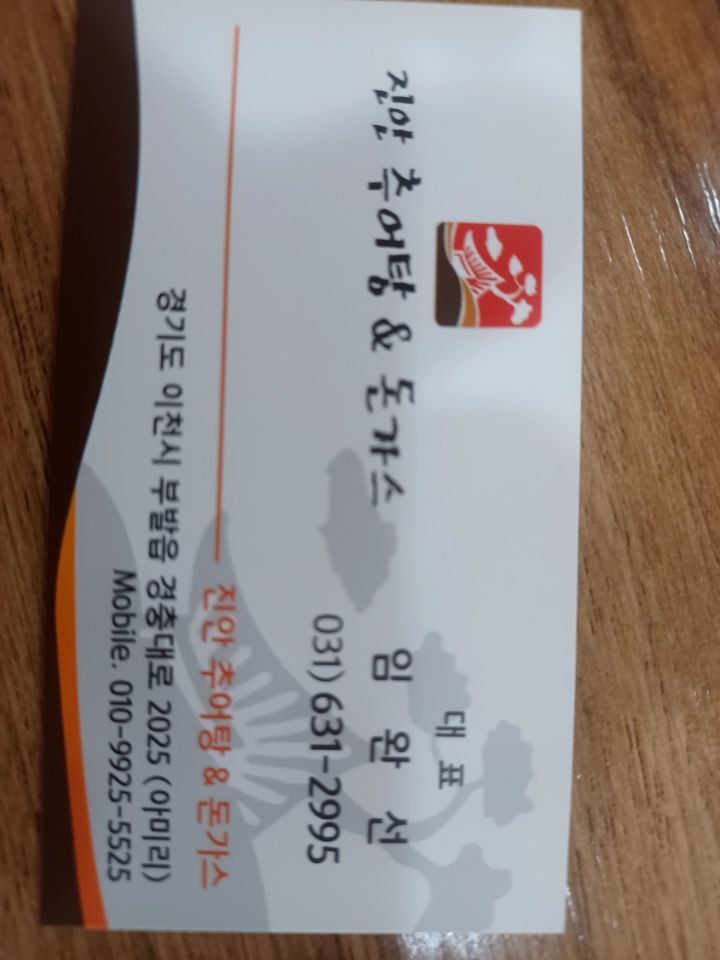 진안 추어탕 & 돈가스
대표
임완선
031) 631-2995
진안 추어탕 & 돈가스
경기도 이천시 부발읍 경충대로 2025 (아미리)
Mobile. 010-9925-5525